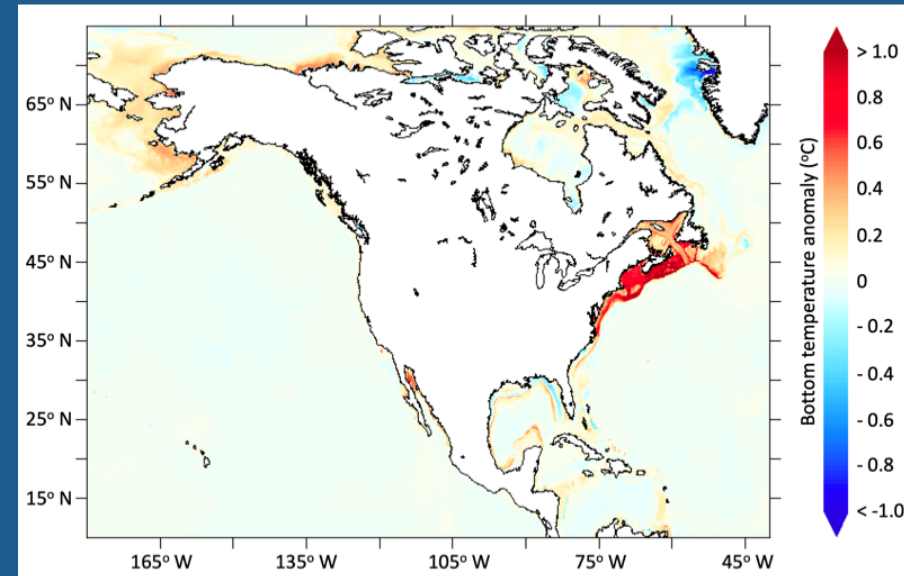 65° N
55° N
45° N
35° N
25° N
15° N
165° W
135° W
105° W
75° W
45° W
Bottom temperature anomaly (°C)
> 1.0
0.8
0.6
0.4
0.2
0
- 0.2
- 0.4
- 0.6
- 0.8
< -1.0